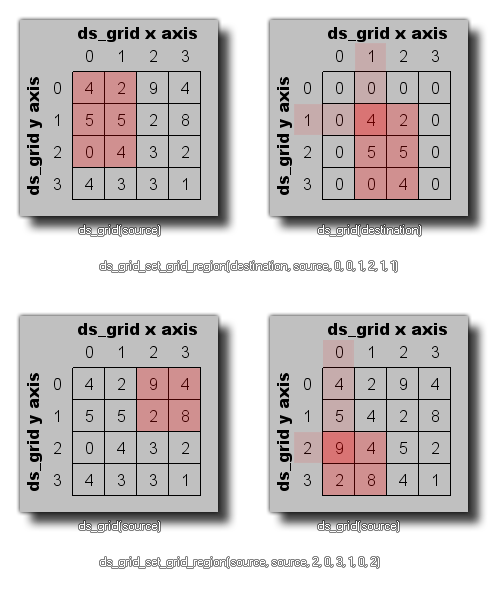 ds_grid x axis
0 1 2 3
ds_grid y axis
0 4 2 9 4
1 5 5 2 8
2 0 4 3 2
3 4 3 3 1
ds_grid(source)
ds_grid x axis
0 1 2 3
ds_grid y axis
0 0 0 0 0
1 0 4 2 0
2 0 5 5 0
3 0 0 4 0
ds_grid(destination)
ds_grid_set_grid_region(destination, source, 0, 0, 1, 2, 1, 1)
ds_grid x axis
0 1 2 3
ds_grid y axis
0 4 2 9 4
1 5 5 2 8
2 0 4 3 2
3 4 3 3 1
ds_grid(source)
ds_grid x axis
0 1 2 3
ds_grid y axis
0 4 2 9 4
1 5 4 2 8
2 9 4 5 2
3 2 8 4 1
ds_grid(source)
ds_grid_set_grid_region(source, source, 2, 0, 3, 1, 0, 2)